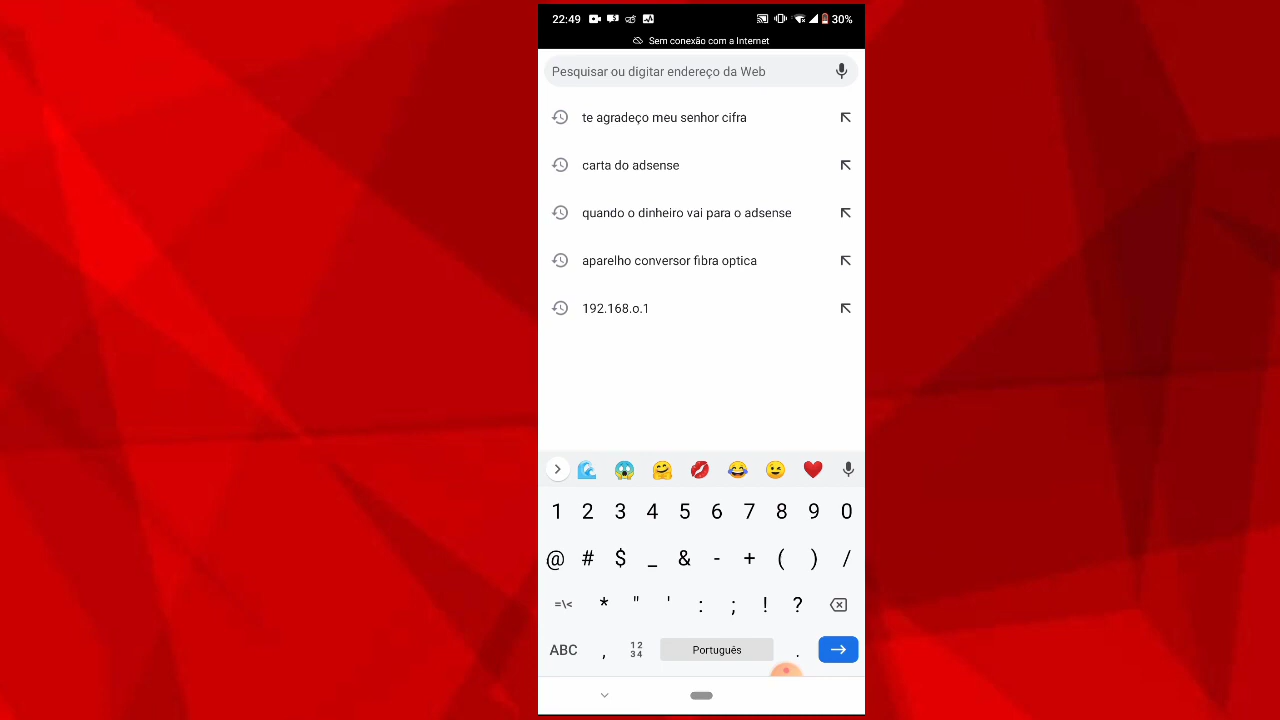 22:49 30%
Sem conexão com a Internet
Pesquisar ou digitar endereço da Web
te agradeço meu senhor cifra
carta do adsense
quando o dinheiro vai para o adsense
aparelho conversor fibra optica
192.168.o.1
1 2 3 4 5 6 7 8 9 0
@ # $ _ & - + ( ) /
=\< * " ' : ; ! ?
ABC , 12 34 Português .